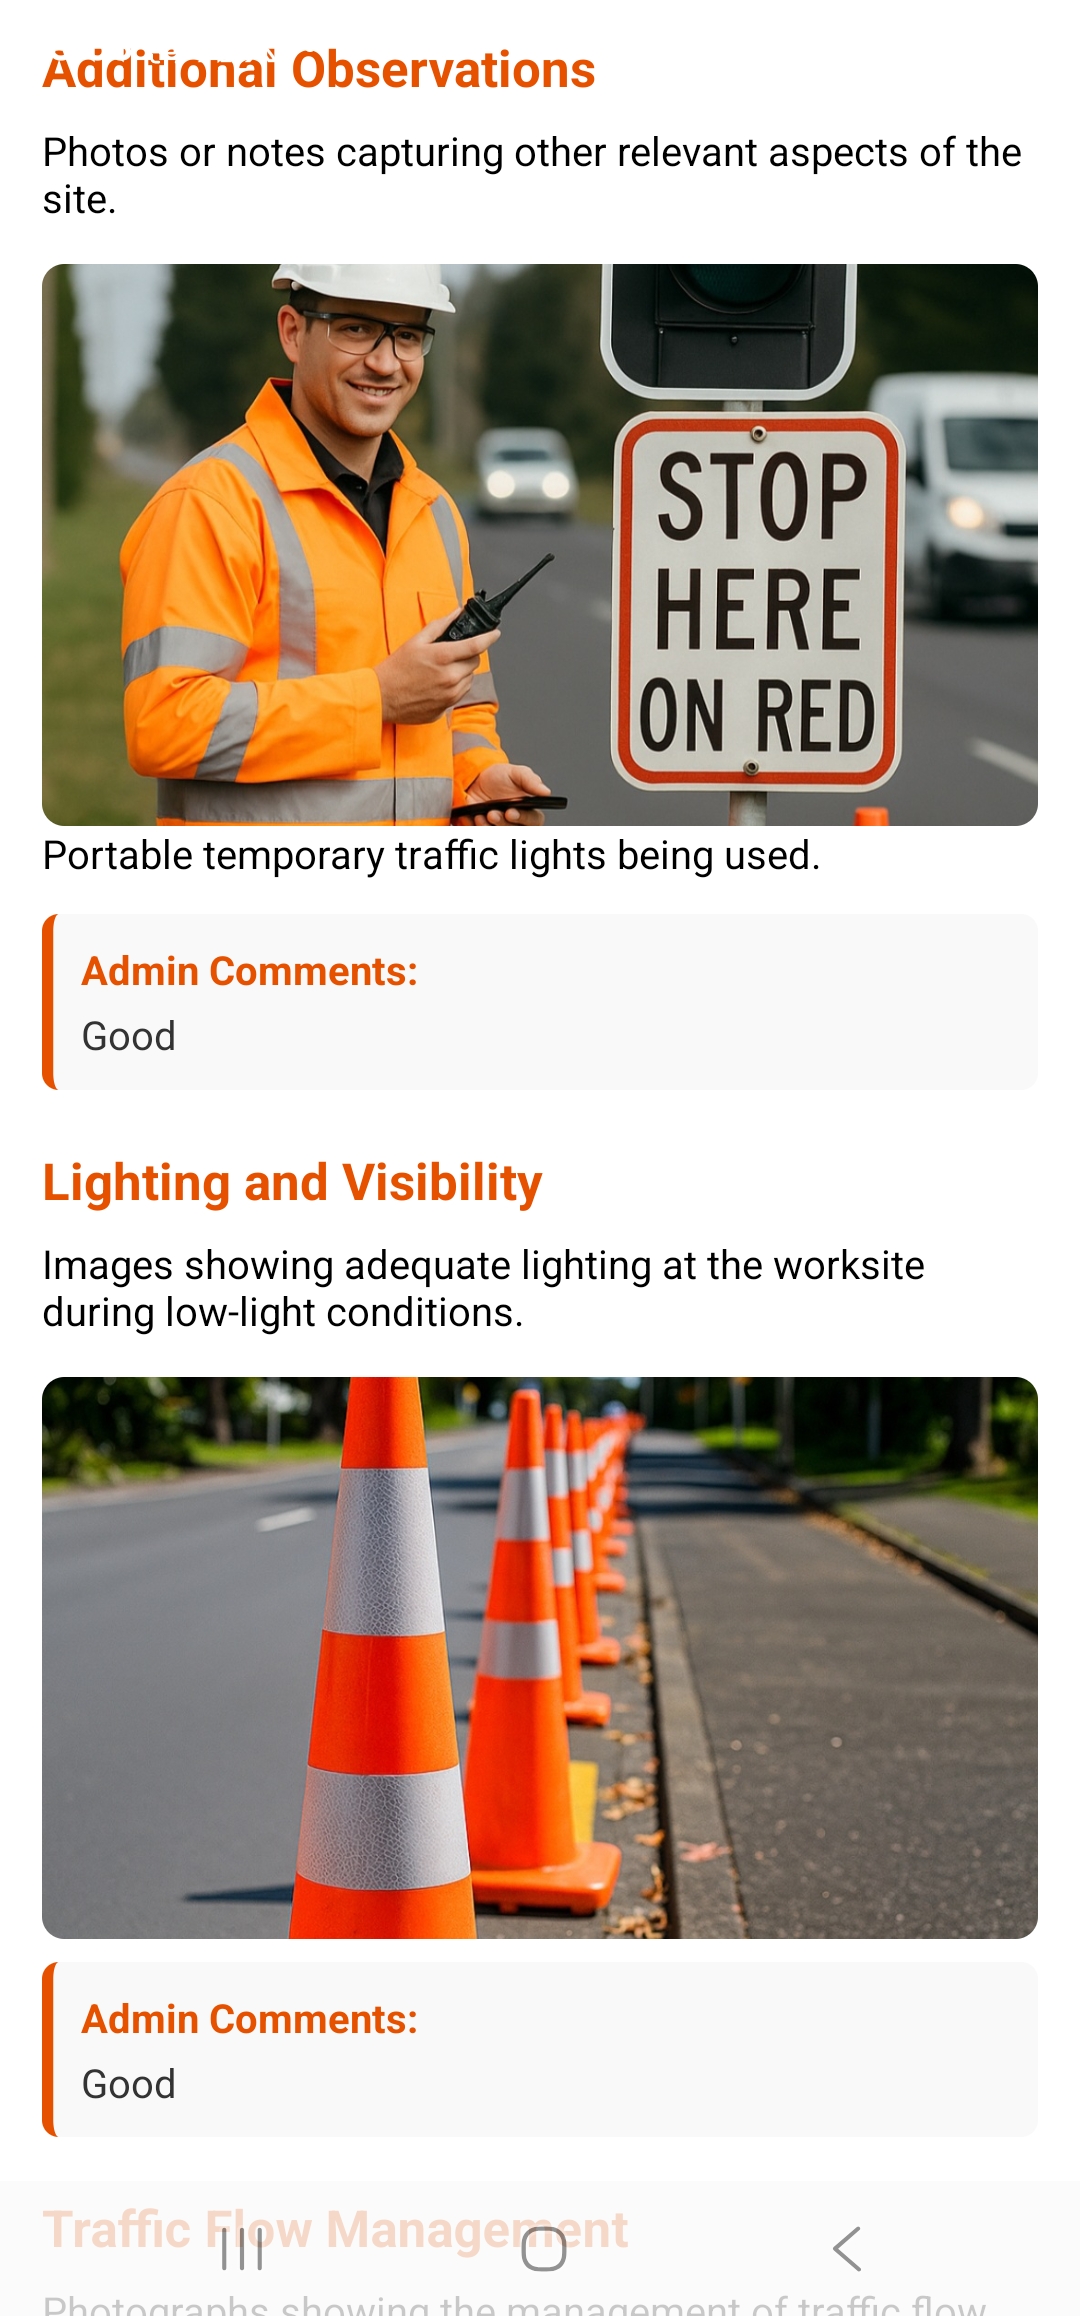 Additional Observations
Photos or notes capturing other relevant aspects of the
site.
STOP
HERE
ON RED
Portable temporary traffic lights being used.
Admin Comments:
Good
Lighting and Visibility
Images showing adequate lighting at the worksite
during low-light conditions.
Admin Comments:
Good
Traffic Flow Management
Photographs showing the management of traffic flow